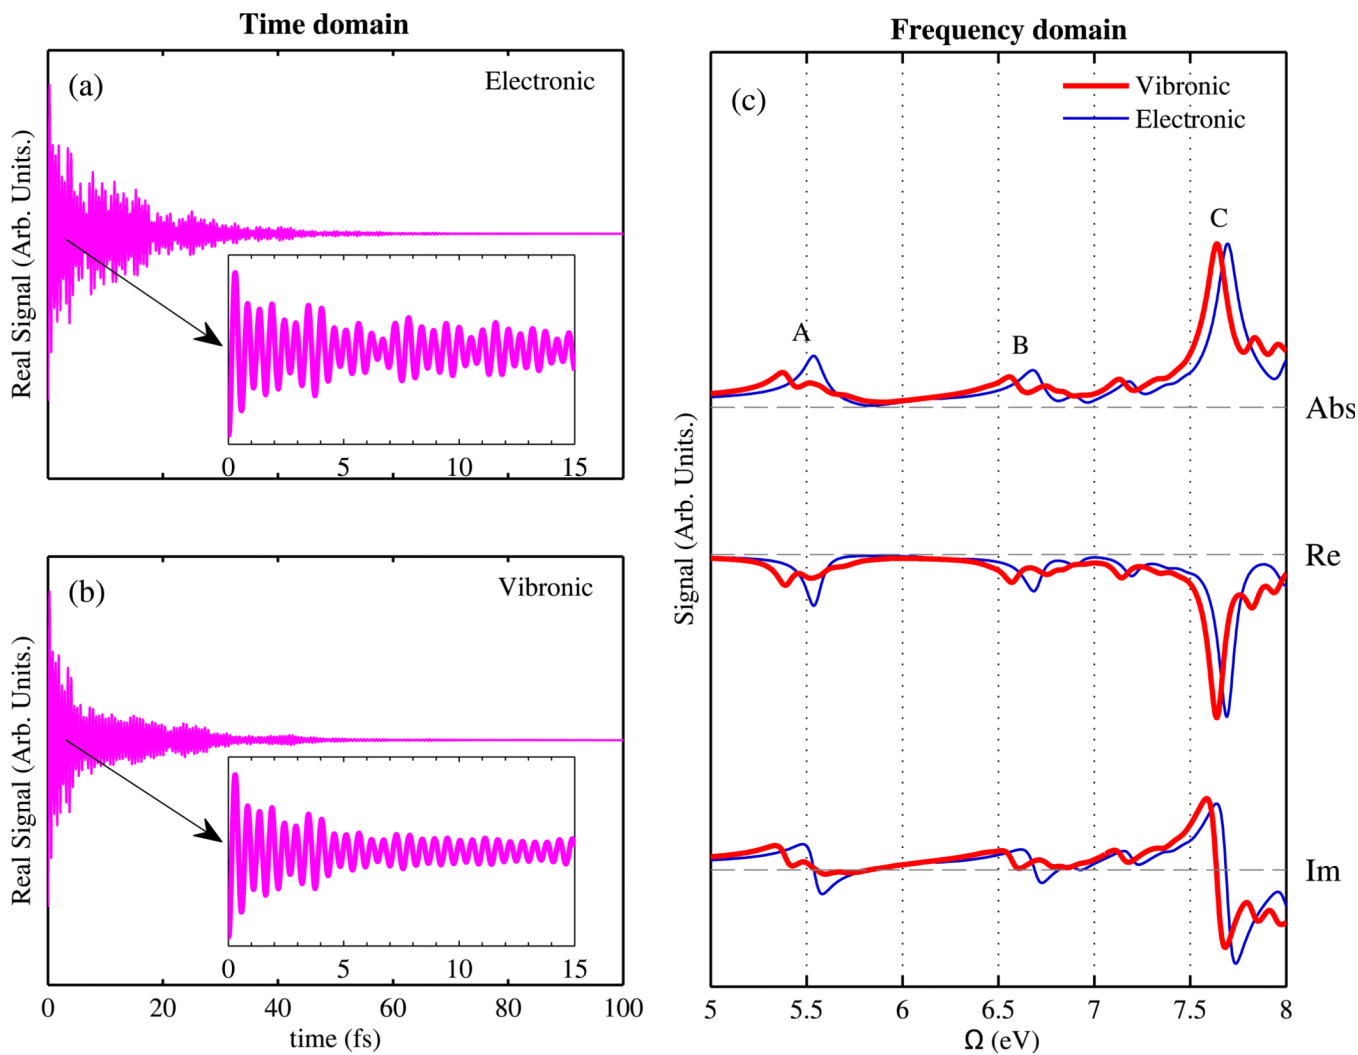 Time domain
(a)
Electronic
Real Signal (Arb. Units.)
0 5 10 15
(b)
Vibronic
Real Signal (Arb. Units.)
0 5 10 15
0 20 40 60 80 100
time (fs)
Frequency domain
(c)
Vibronic
Electronic
A
B
C
Abs
Re
Im
Signal (Arb. Units.)
5 5.5 6 6.5 7 7.5 8
Ω (eV)